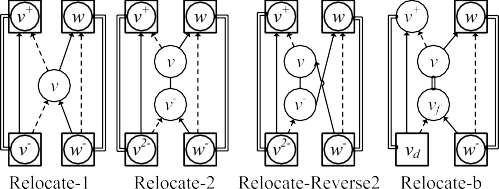 v+ w v+ w v+ w v+ w
v v v v
v- v- vf
v- w- v2- w- v2- w- vd w-
Relocate-1 Relocate-2 Relocate-Reverse2 Relocate-b